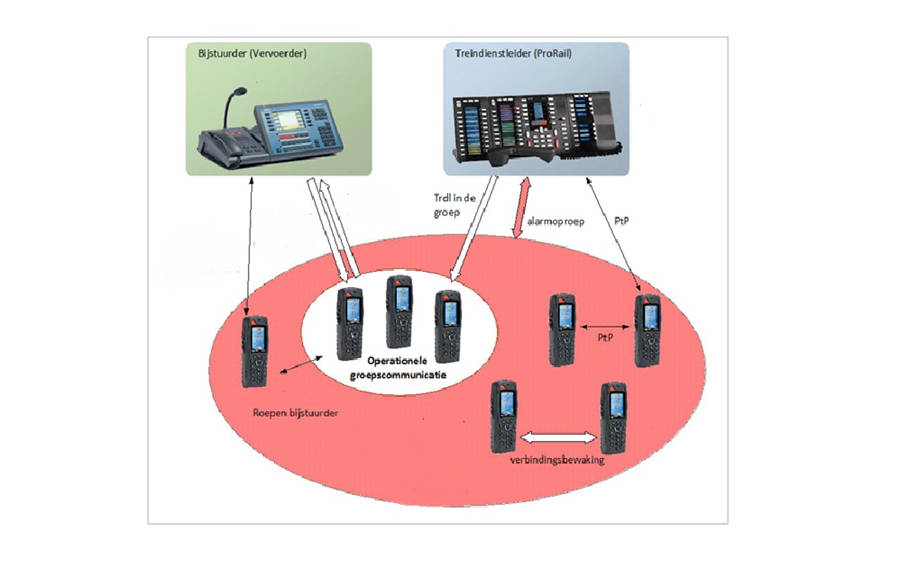 Bijstuurder (Vervoerder)
Treindienstleider (ProRail)
Trdl in de
groep
alarmoproep
PtP
PtP
Operationele
groepscommunicatie
Roepen bijstuurder
verbindingsbewaking